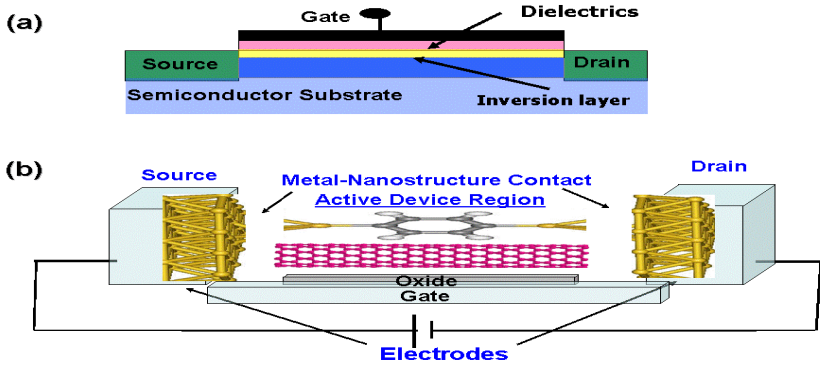 (a)
Gate
Dielectrics
Source
Drain
Semiconductor Substrate
Inversion layer
(b)
Source
Drain
Metal-Nanostructure Contact
Active Device Region
Oxide
Gate
Electrodes